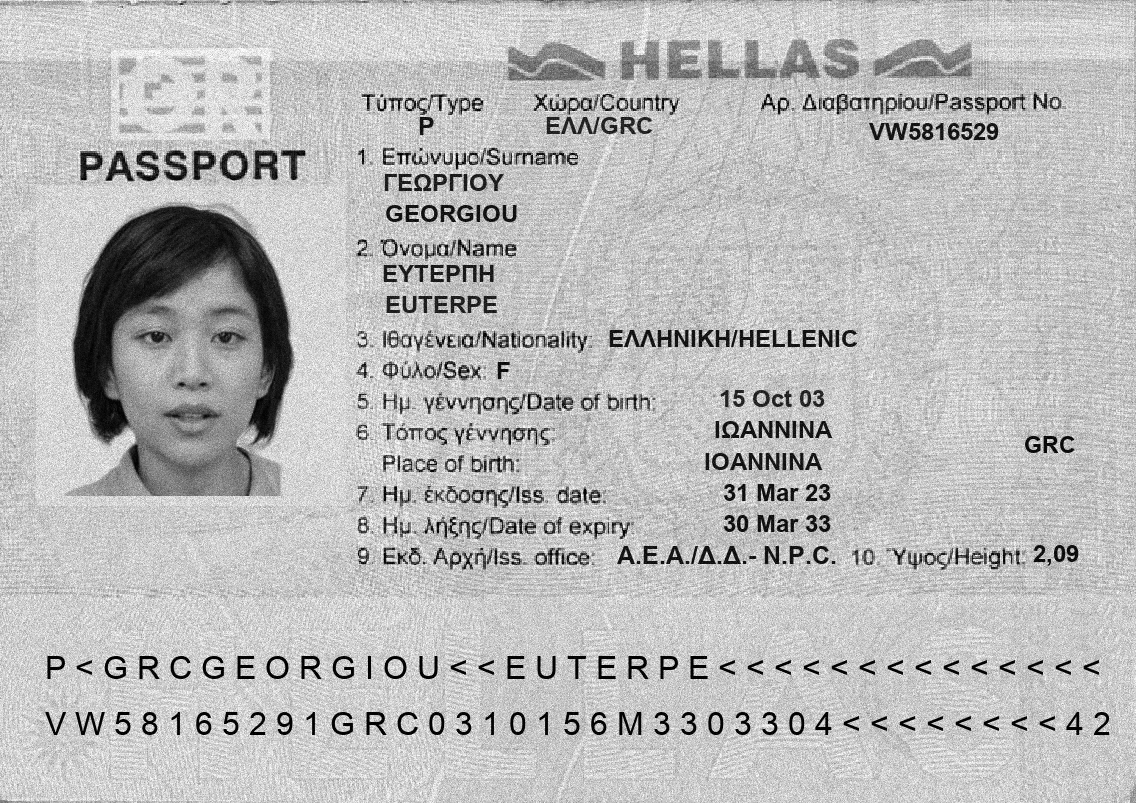 HELLAS
GR
PASSPORT
Τύπος/Type Χώρα/Country Αρ. Διαβατηρίου/Passport No.
P ΕΛΛ/GRC VW5816529
1. Επώνυμο/Surname
ΓΕΩΡΓΙΟΥ
GEORGIOU
2. Όνομα/Name
ΕΥΤΕΡΠΗ
EUTERPE
3. Ιθαγένεια/Nationality: ΕΛΛΗΝΙΚΗ/HELLENIC
4. Φύλο/Sex: F
5. Ημ. γέννησης/Date of birth: 15 Oct 03
6. Τόπος γέννησης: ΙΩΑΝΝΙΝΑ
GRC
Place of birth: IOANNINA
7. Ημ. έκδοσης/Iss. date: 31 Mar 23
8. Ημ. λήξης/Date of expiry: 30 Mar 33
9 Εκδ. Αρχή/Iss. office: Α.Ε.Α./Δ.Δ.- N.P.C. 10. Ύψος/Height: 2,09
P<GRCGEORGIOU<<EUTERPE<<<<<<<<<<<<<<
VW58165291GRC0310156M3303304<<<<<<<<42